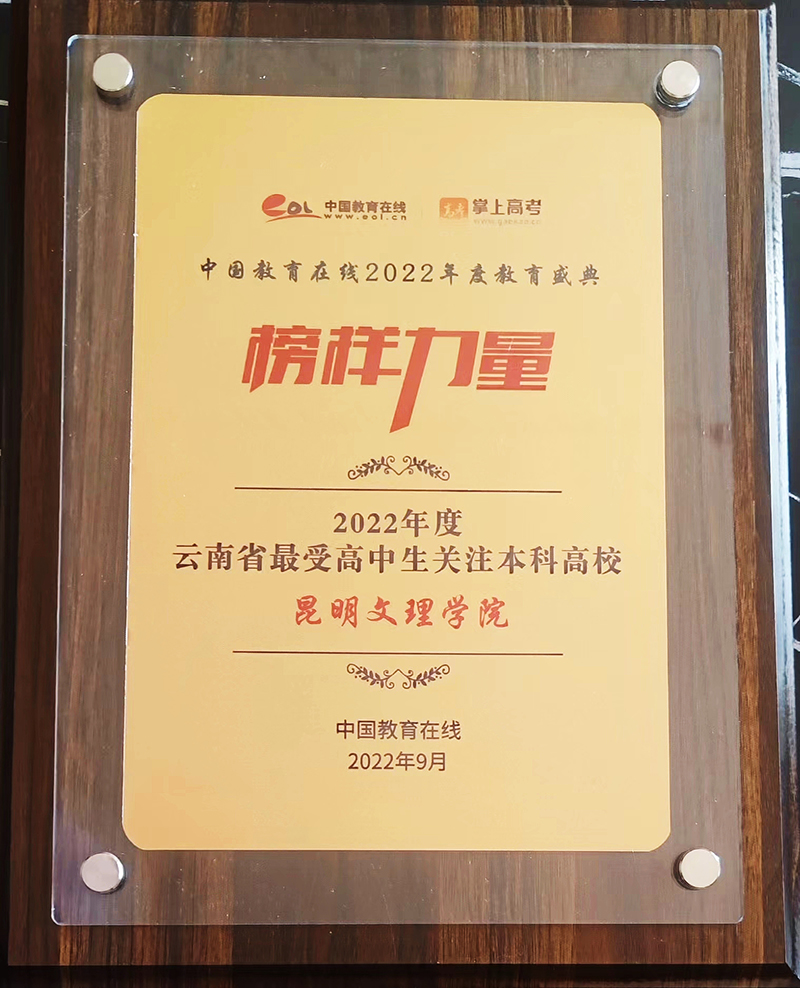 eol 中国教育在线 掌上高考
www.eol.cn
中国教育在线2022年度教育盛典
榜样力量
2022年度
云南省最受高中生关注本科高校
昆明文理学院
中国教育在线
2022年9月